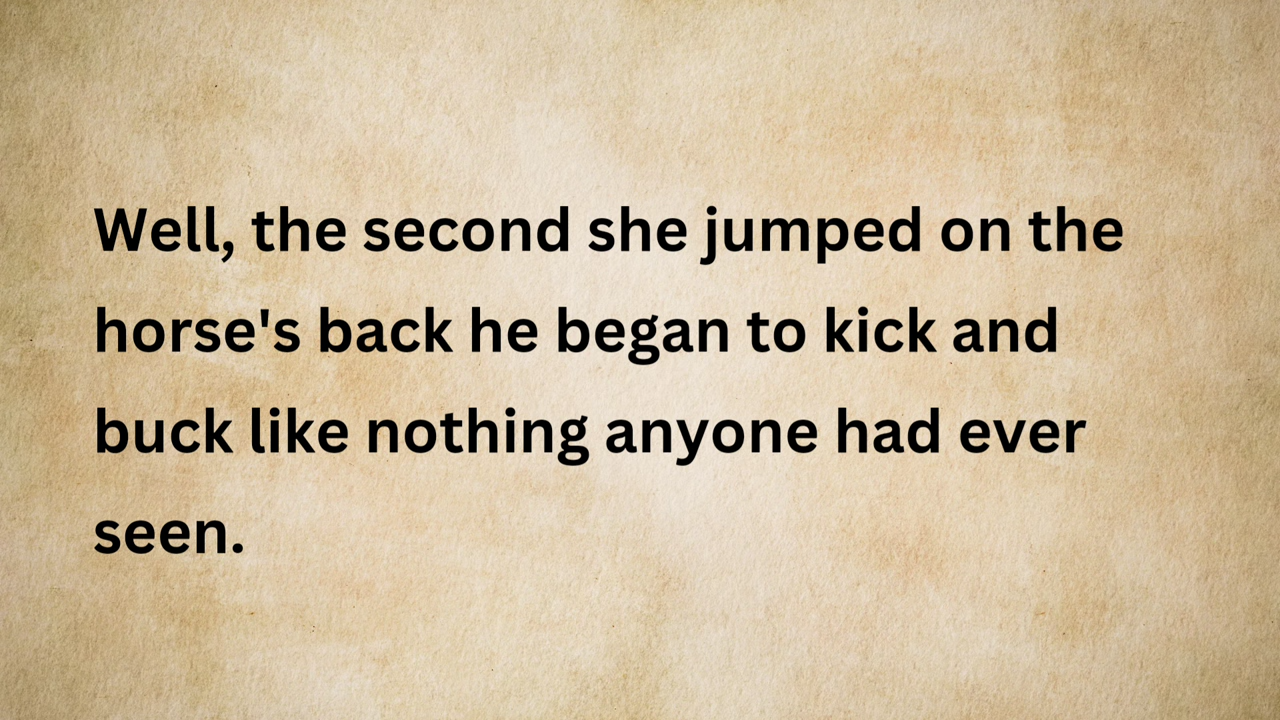 Well, the second she jumped on the
horse's back he began to kick and
buck like nothing anyone had ever
seen.